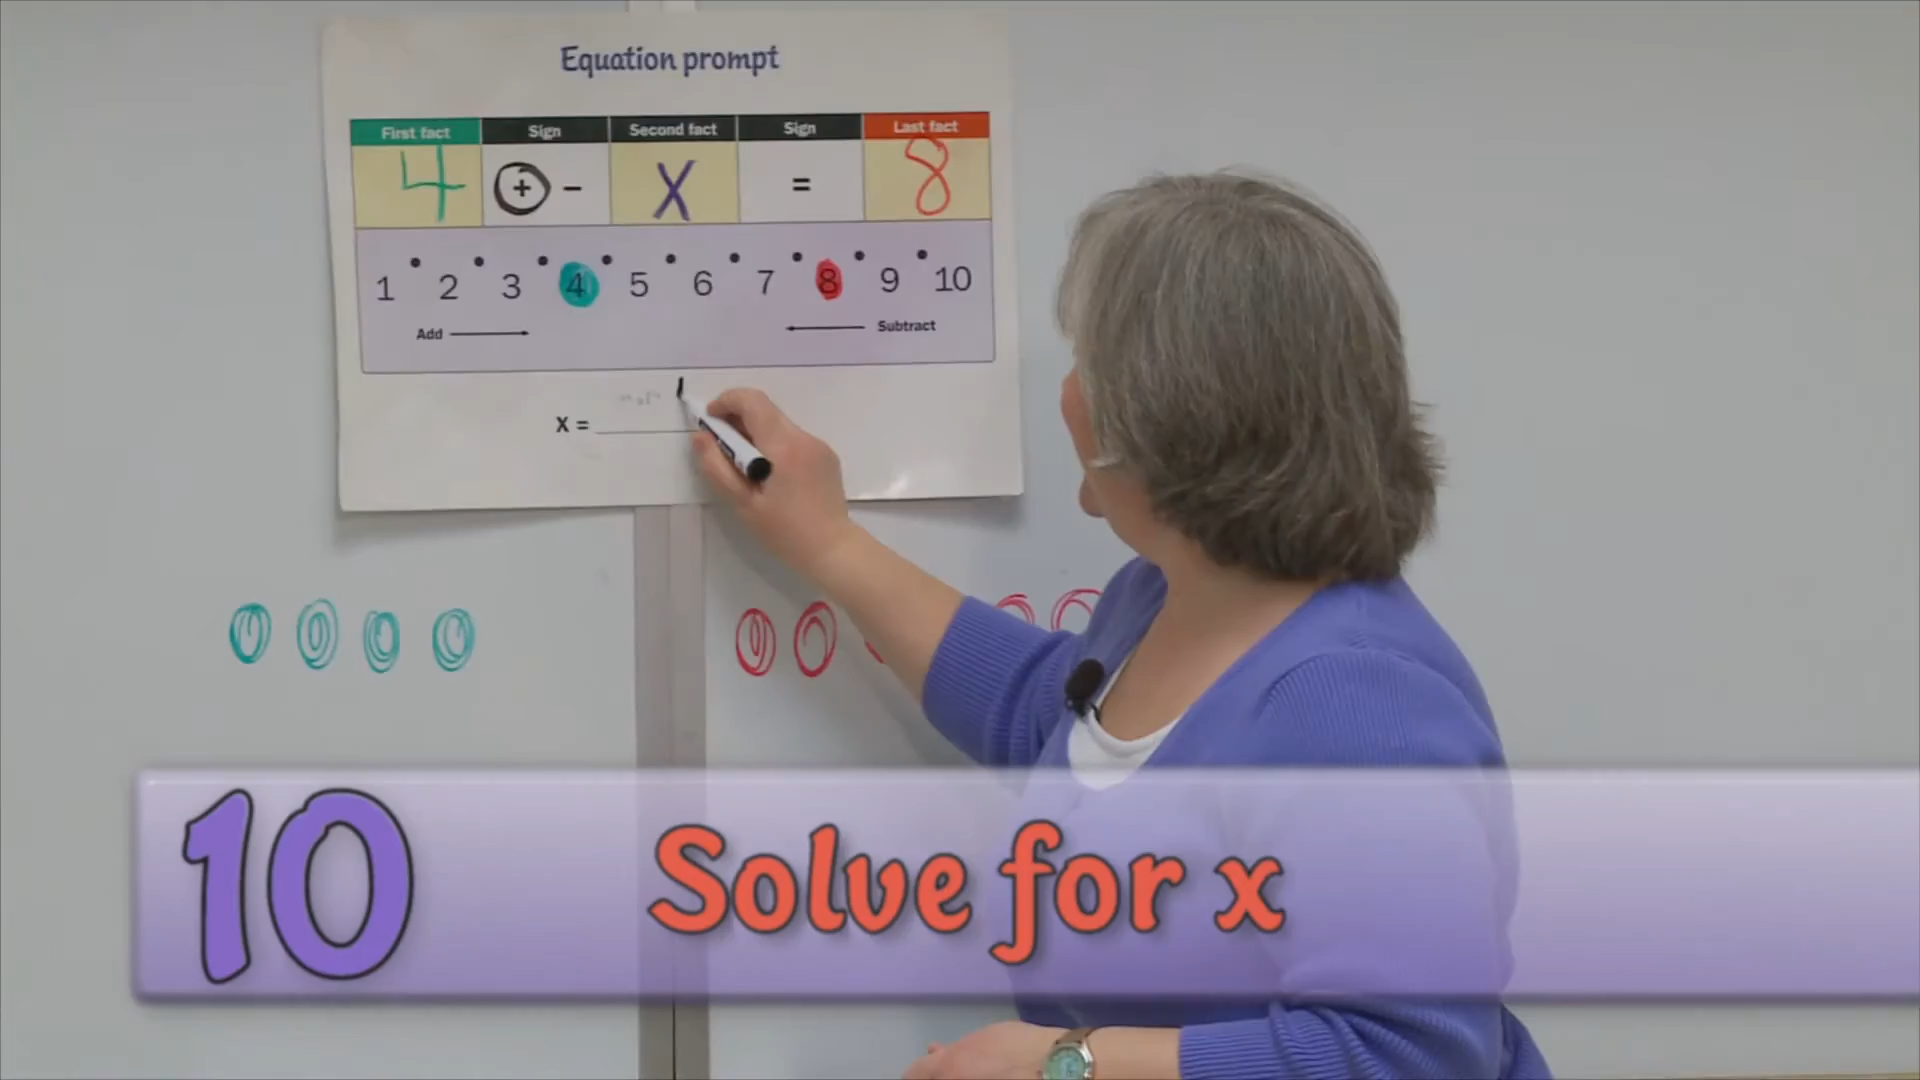 Equation prompt
First fact Sign Second fact Sign Last fact
4 + − X = 8
1 2 3 4 5 6 7 8 9 10
Add Subtract
X =
10 Solve for x